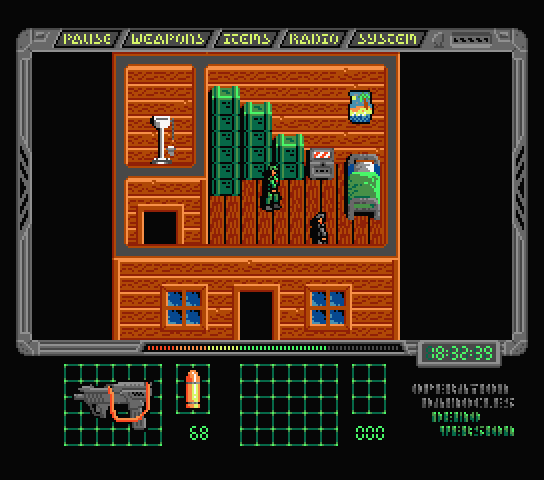 PAUSE WEAPONS ITEMS RADIO SYSTEM
18:32:39
68
000
OPERATION
DAMOCLES
DEMO
VERSION